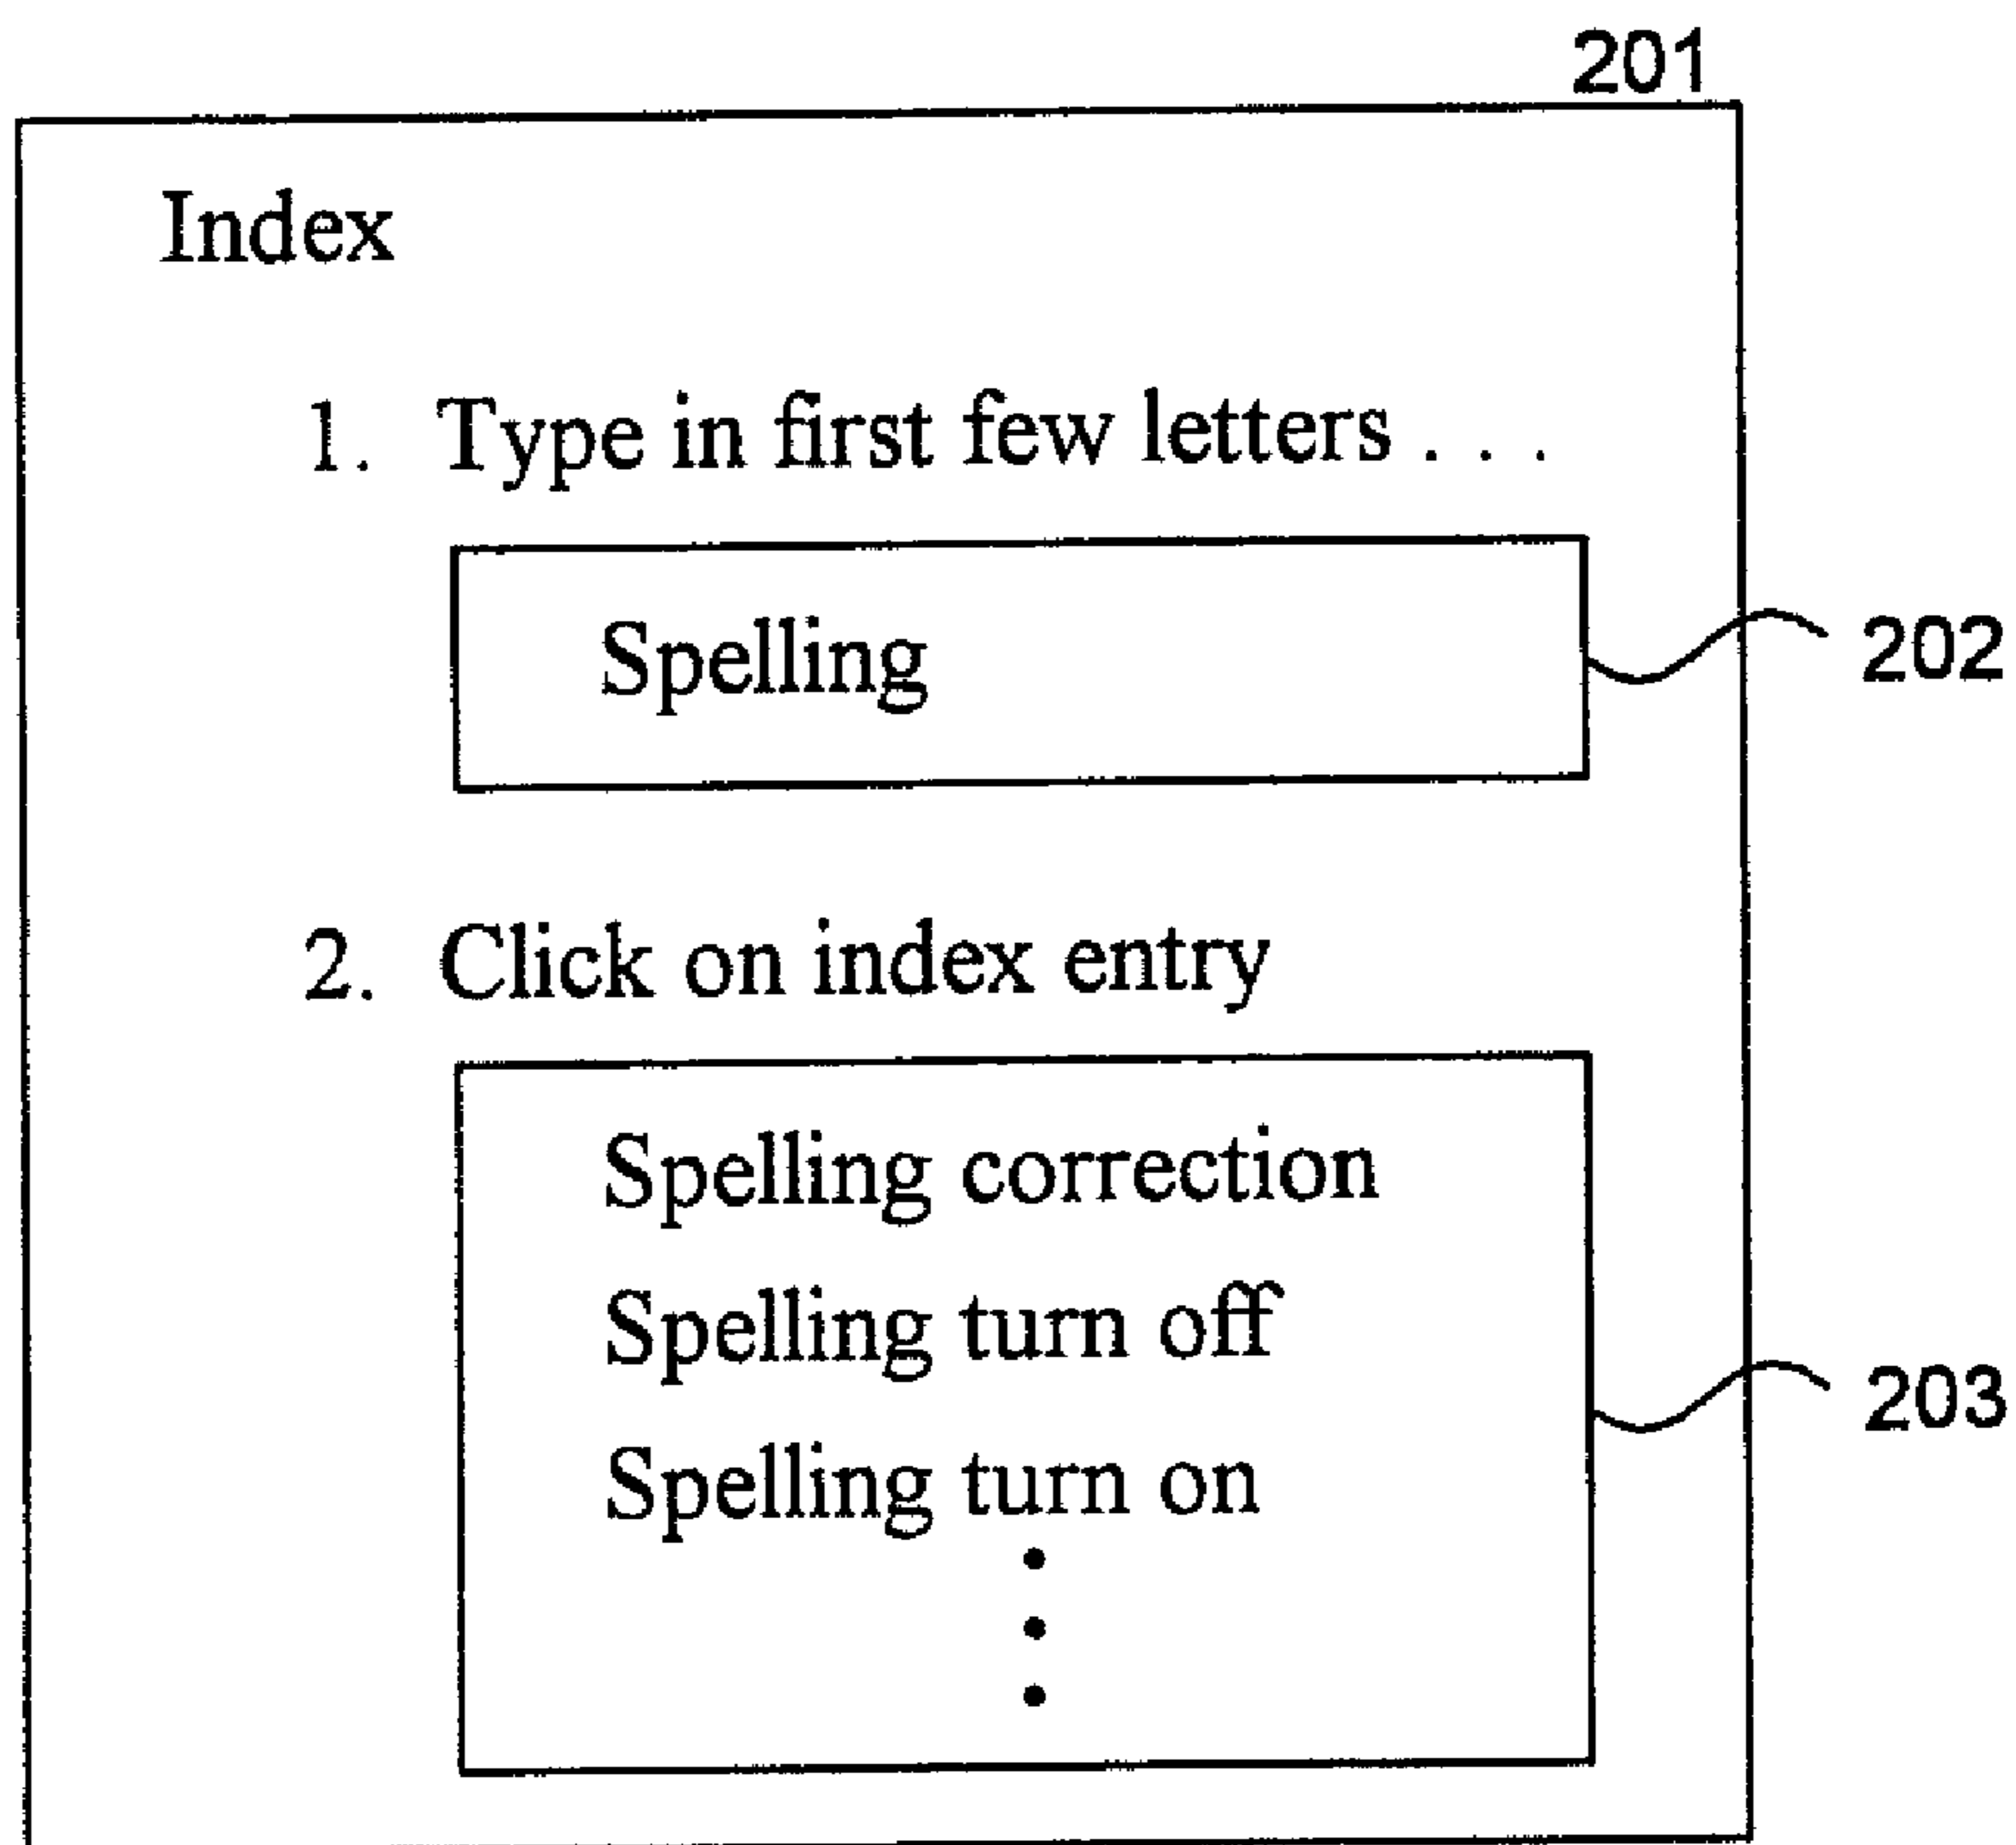 201
Index
1. Type in first few letters . . .
Spelling
202
2. Click on index entry
Spelling correction
Spelling turn off
203
Spelling turn on